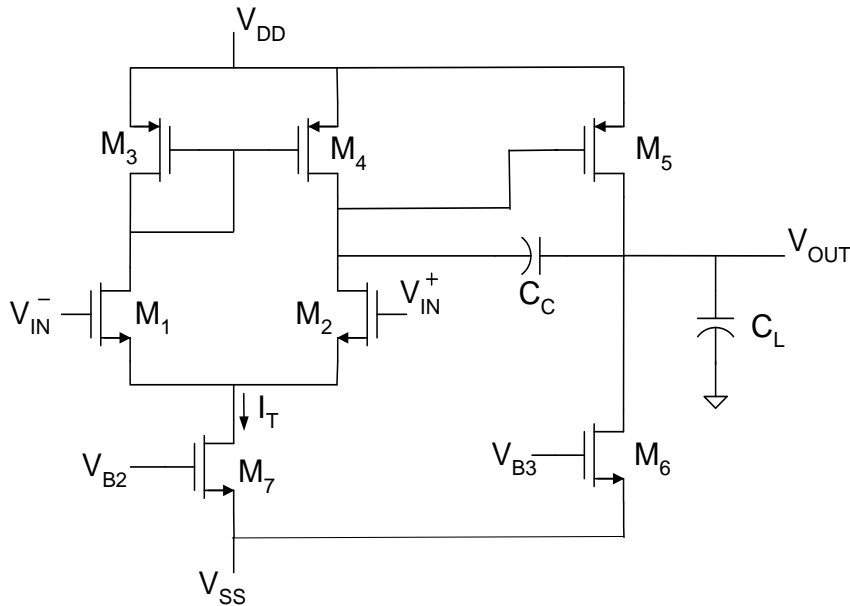 V_DD
M_3
M_4
M_5
V_OUT
C_C
V_IN^-
M_1
M_2
V_IN^+
C_L
I_T
V_B2
M_7
V_B3
M_6
V_SS